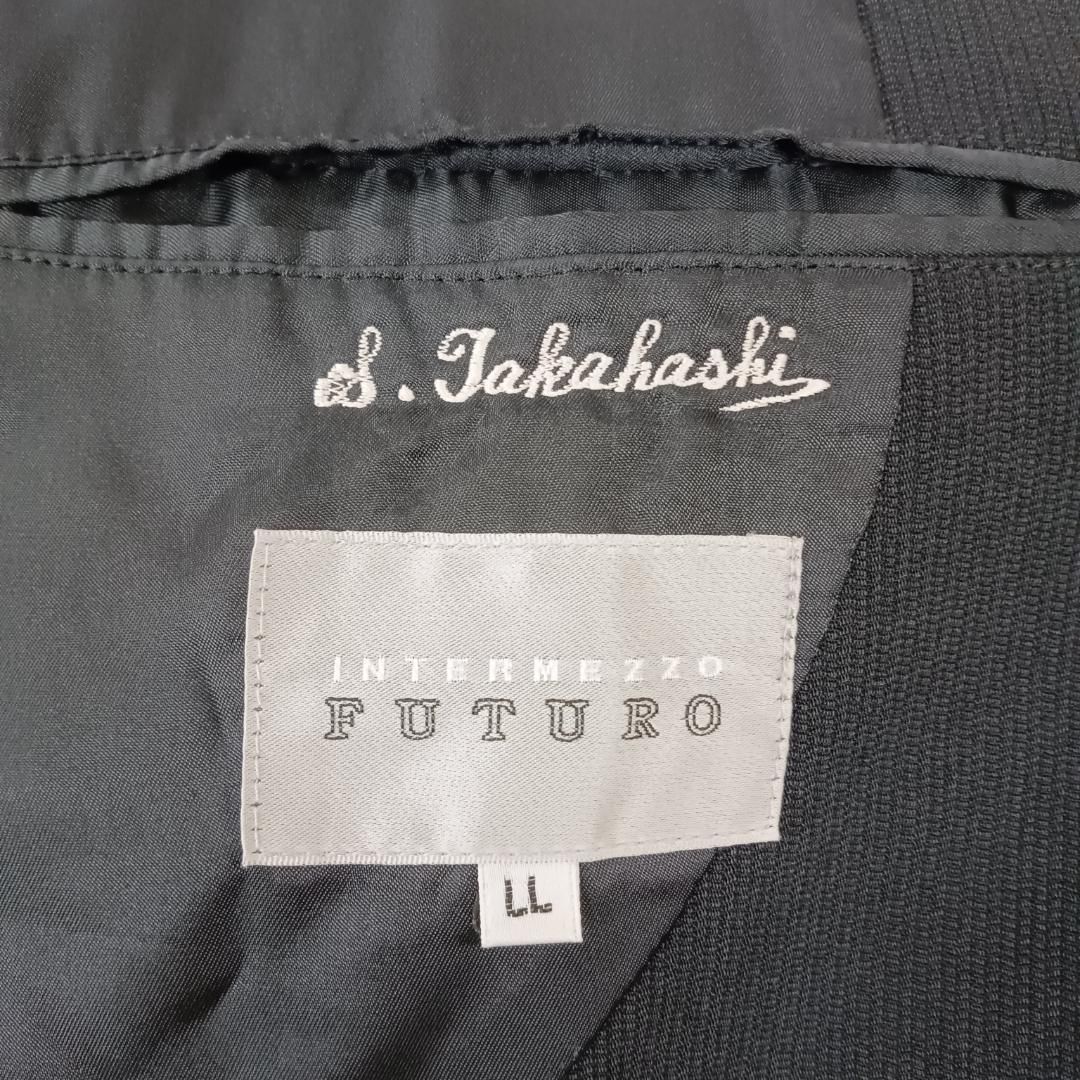 S. Takahashi
INTERMEZZO
FUTURO
LL